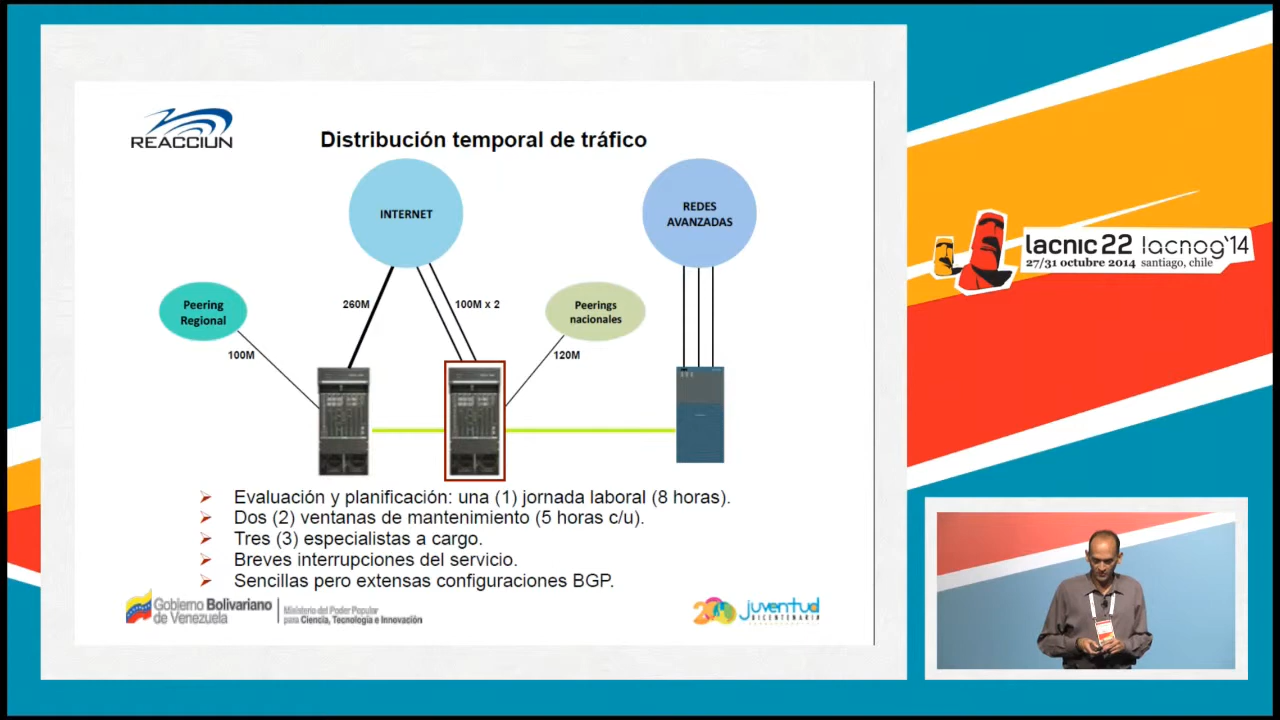 REACCIUN
Distribución temporal de tráfico
INTERNET
REDES
AVANZADAS
260M
100M x 2
Peering
Regional
Peerings
nacionales
100M
120M
Evaluación y planificación: una (1) jornada laboral (8 horas).
Dos (2) ventanas de mantenimiento (5 horas c/u).
Tres (3) especialistas a cargo.
Breves interrupciones del servicio.
Sencillas pero extensas configuraciones BGP.
Gobierno Bolivariano
de Venezuela
Ministerio del Poder Popular
para Ciencia, Tecnología e Innovación
200 juventud
BICENTENARIA
lacnic 22 lacnog'14
27/31 octubre 2014 santiago, chile